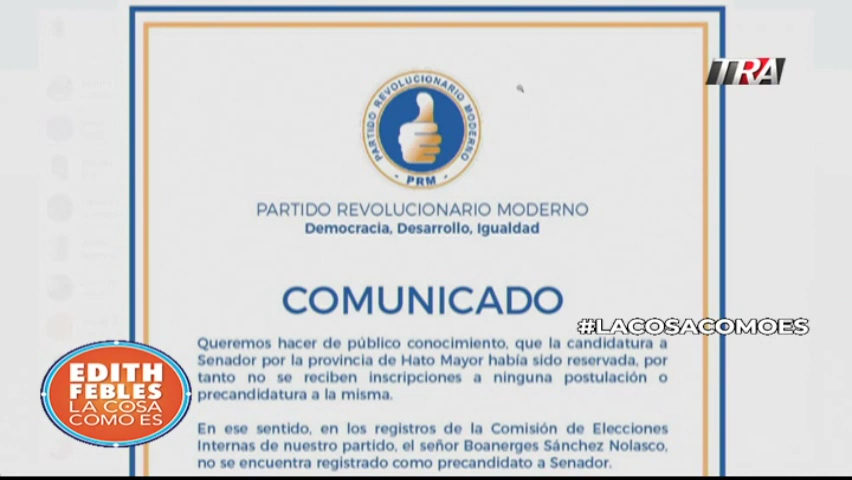 TRA
PARTIDO REVOLUCIONARIO MODERNO
- PRM -
PARTIDO REVOLUCIONARIO MODERNO
Democracia, Desarrollo, Igualdad
COMUNICADO
#LACOSACOMOES
Queremos hacer de público conocimiento, que la candidatura a
Senador por la provincia de Hato Mayor había sido reservada, por
tanto no se reciben inscripciones a ninguna postulación o
precandidatura a la misma.
En ese sentido, en los registros de la Comisión de Elecciones
Internas de nuestro partido, el señor Boanerges Sánchez Nolasco,
no se encuentra registrado como precandidato a Senador.
EDITH
FEBLES
LA COSA
COMO ES